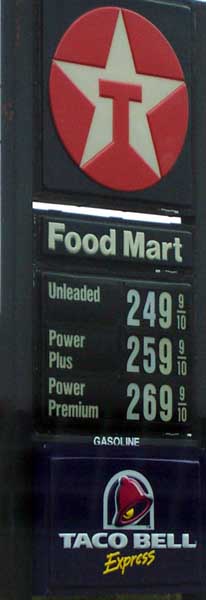 T
Food Mart
Unleaded 249 9/10
Power Plus 259 9/10
Power Premium 269 9/10
GASOLINE
TACO BELL
Express